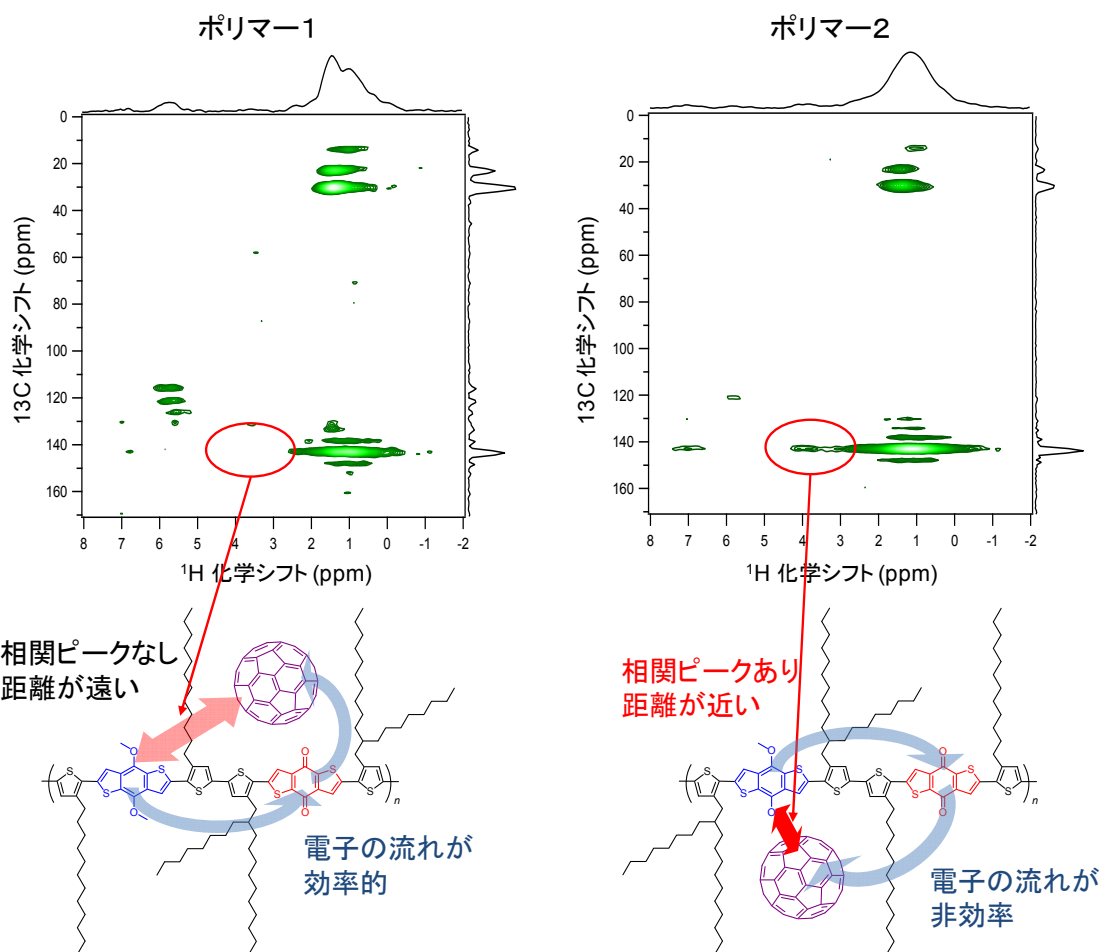 ポリマー1
ポリマー2
0
20
40
60
80
100
120
140
160
13C 化学シフト (ppm)
8 7 6 5 4 3 2 1 0 -1 -2
¹H 化学シフト (ppm)
0
20
40
60
80
100
120
140
160
13C 化学シフト (ppm)
8 7 6 5 4 3 2 1 0 -1 -2
¹H 化学シフト (ppm)
相関ピークなし
距離が遠い
O
O
S
S
S
S
S
S
S
S
O
O
n
電子の流れが
効率的
相関ピークあり
距離が近い
O
O
S
S
S
S
S
S
S
S
O
O
n
電子の流れが
非効率